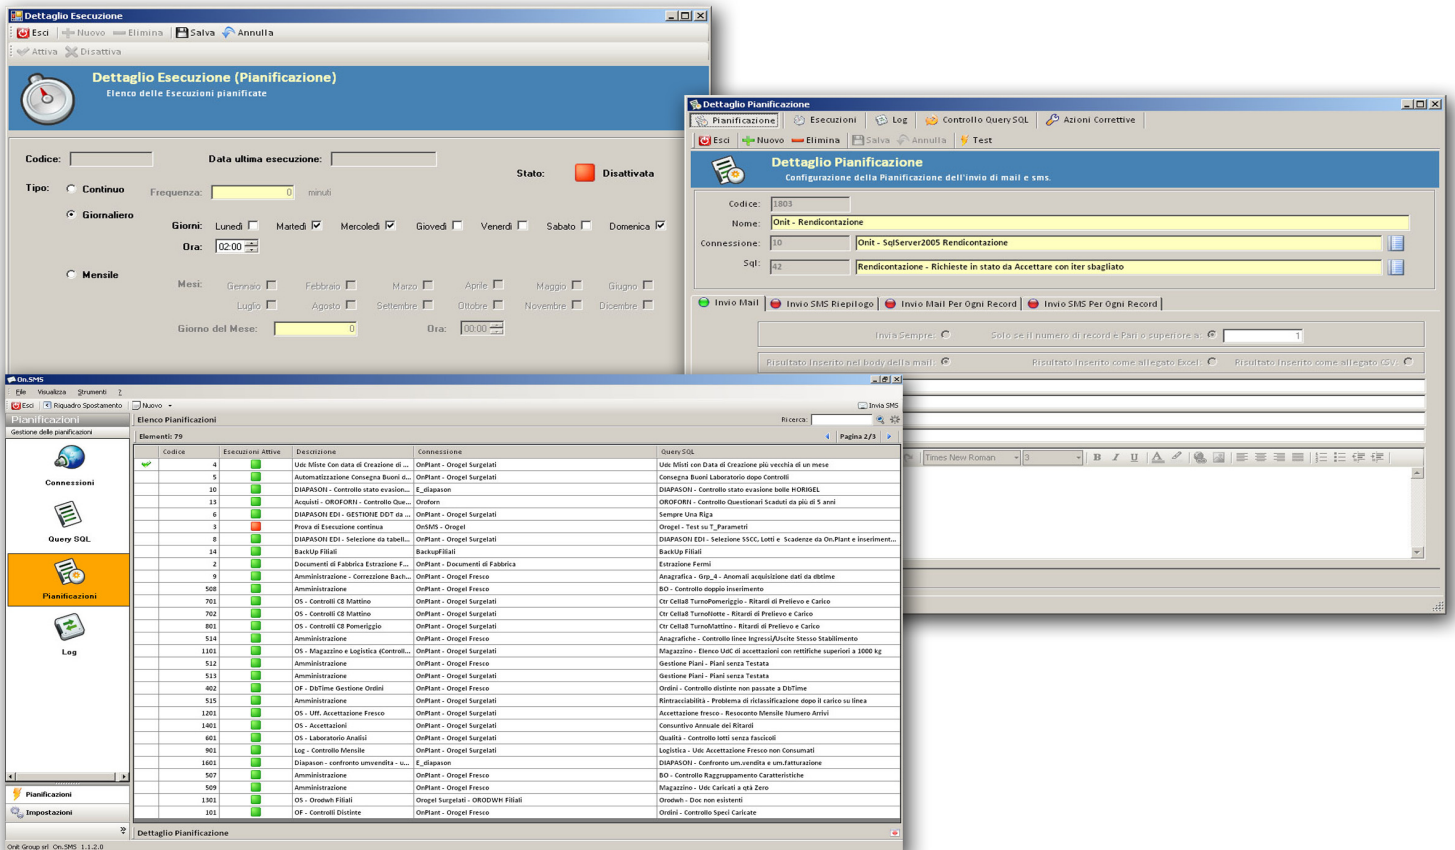 Dettaglio Esecuzione
Esci Nuovo Elimina Salva Annulla
Attiva Disattiva
Dettaglio Esecuzione (Pianificazione)
Elenco delle Esecuzioni pianificate
Codice: Data ultima esecuzione:
Stato: Disattivata
Tipo: Continuo Frequenza: 0 minuti
Giornaliero
Giorni: Lunedì Martedì Mercoledì Giovedì Venerdì Sabato Domenica
Ora: 02:00
Mensile
Mesi: Gennaio Febbraio Marzo Aprile Maggio Giugno
Luglio Agosto Settembre Ottobre Novembre Dicembre
Giorno del Mese: 0 Ora: 00:00
Dettaglio Pianificazione
Pianificazione Esecuzioni Log Controllo Query SQL Azioni Correttive
Esci Nuovo Elimina Salva Annulla Test
Dettaglio Pianificazione
Configurazione della Pianificazione dell'invio di mail e sms.
Codice: 1803
Nome: Onit - Rendicontazione
Connessione: 10 Onit - SqlServer2005 Rendicontazione
Sql: 42 Rendicontazione - Richieste in stato da Accettare con iter sbagliato
Invio Mail Invio SMS Riepilogo Invio Mail Per Ogni Record Invio SMS Per Ogni Record
Invia Sempre: Solo se il numero di record è Pari o superiore a: 1
Risultato Inserito nel body della mail: Risultato Inserito come allegato Excel: Risultato Inserito come allegato CSV:
Times New Roman 3 B I U A
On.SMS
File Visualizza Strumenti ?
Esci Riquadro Spostamento Nuovo Invia SMS
Pianificazioni
Gestione delle pianificazioni
Connessioni
Query SQL
Pianificazioni
Log
Pianificazioni
Impostazioni
Elenco Pianificazioni Ricerca:
Elementi: 79 Pagina 2/3
Codice Esecuzioni Attive Descrizione Connessione Query SQL
4 Udc Miste Con data di Creazione di ... OnPlant - Orogel Surgelati Udc Misti con Data di Creazione più vecchia di un mese
5 Automatizzazione Consegna Buoni d... OnPlant - Orogel Surgelati Consegna Buoni Laboratorio dopo Controlli
10 DIAPASON - Controllo stato evasion... E_diapason DIAPASON - Controllo stato evasione bolle HORIGEL
13 Acquisti - OROFORN - Controllo Que... Oroforn OROFORN - Controllo Questionari Scaduti da più di 5 anni
6 DIAPASON EDI - GESTIONE DDT da ... OnPlant - Orogel Surgelati Sempre Una Riga
3 Prova di Esecuzione continua OnSMS - Orogel Orogel - Test su T_Parametri
8 DIAPASON EDI - Selezione da tabell... OnPlant - Orogel Surgelati DIAPASON EDI - Selezione SSCC, Lotti e Scadenze da On.Plant e inseriment...
14 BackUp Filiali BackupFiliali BackUp Filiali
2 Documenti di Fabbrica Estrazione F... OnPlant - Documenti di Fabbrica Estrazione Fermi
9 Amministrazione - Correzione Bach... OnPlant - Orogel Fresco Anagrafica - Grp_4 - Anomali acquisizione dati da dbtime
508 Amministrazione OnPlant - Orogel Fresco BO - Controllo doppio inserimento
701 OS - Controlli C8 Mattino OnPlant - Orogel Surgelati Ctr Cella8 TurnoPomeriggio - Ritardi di Prelievo e Carico
702 OS - Controlli C8 Mattino OnPlant - Orogel Surgelati Ctr Cella8 TurnoNotte - Ritardi di Prelievo e Carico
801 OS - Controlli C8 Pomeriggio OnPlant - Orogel Surgelati Ctr Cella8 TurnoMattino - Ritardi di Prelievo e Carico
514 Amministrazione OnPlant - Orogel Fresco Anagrafiche - Controllo linee Ingressi/Uscite Stesso Stabilimento
1101 OS - Magazzino e Logistica (Controll... OnPlant - Orogel Surgelati Magazzino - Elenco UdC di accettazioni con rettifiche superiori a 1000 kg
512 Amministrazione OnPlant - Orogel Fresco Gestione Piani - Piani senza Testata
513 Amministrazione OnPlant - Orogel Surgelati Gestione Piani - Piani senza Testata
402 OF - DbTime Gestione Ordini OnPlant - Orogel Fresco Ordini - Controllo distinte non passate a DbTime
515 Amministrazione OnPlant - Orogel Surgelati Rintracciabilità - Problema di riclassificazione dopo il carico su linea
1201 OS - Uff. Accettazione Fresco OnPlant - Orogel Surgelati Accettazione fresco - Resoconto Mensile Numero Arrivi
1401 OS - Accettazioni OnPlant - Orogel Surgelati Consuntivo Annuale dei Ritardi
601 OS - Laboratorio Analisi OnPlant - Orogel Surgelati Qualità - Controllo lotti senza fascicoli
901 Log - Controllo Mensile OnPlant - Orogel Surgelati Logistica - Udc Accettazione Fresco non Consumati
1601 Diapason - confronto umvendita - u... E_diapason DIAPASON - Confronto um.vendita e um.fatturazione
507 Amministrazione OnPlant - Orogel Fresco BO - Controllo Raggruppamento Caratteristiche
509 Amministrazione OnPlant - Orogel Fresco Magazzino - Udc Caricati a qtà Zero
1301 OS - Orodwh Filiali Orogel Surgelati - ORODWH Filiali Orodwh - Doc non esistenti
101 OF - Controlli Distinte OnPlant - Orogel Fresco Ordini - Controllo Speci Caricate
Dettaglio Pianificazione
Onit Group srl On.SMS 1.1.2.0